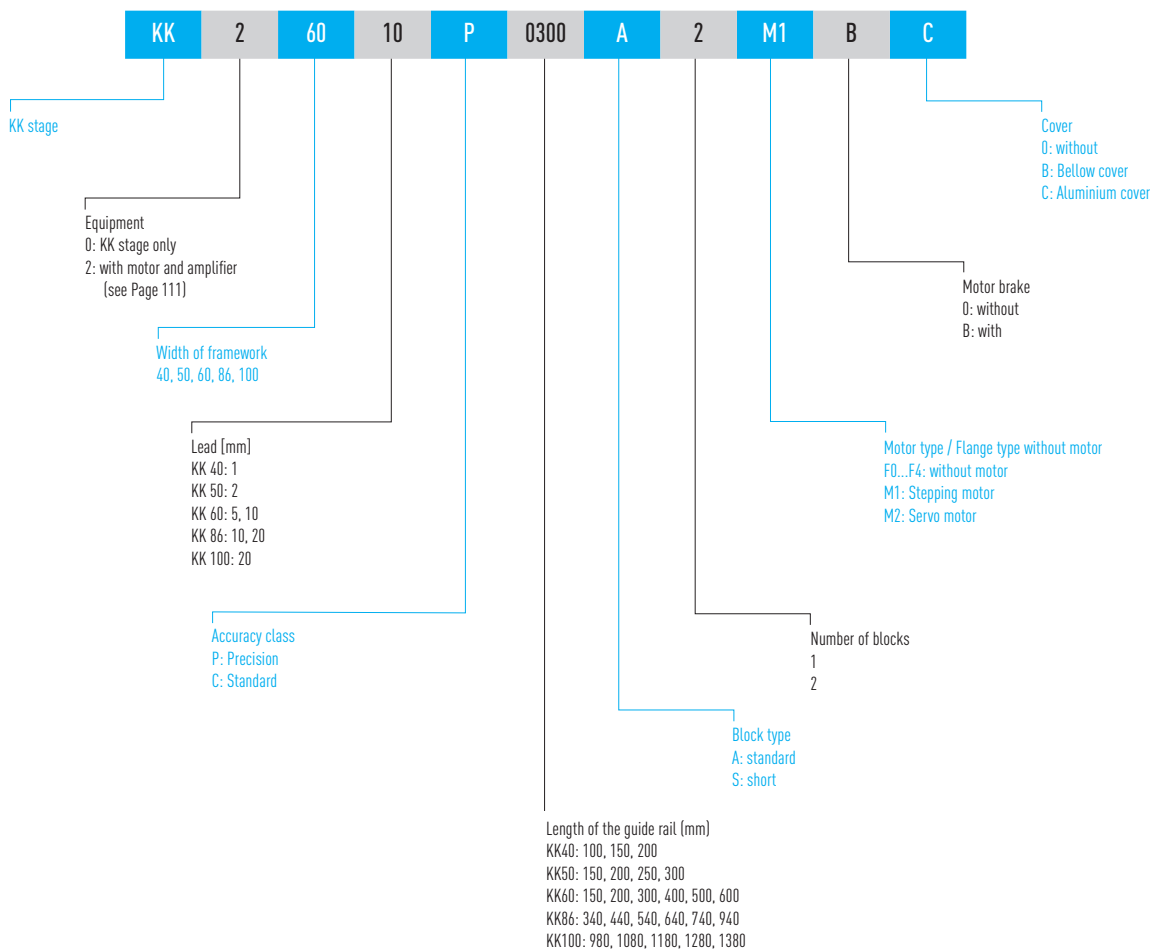 KK 2 60 10 P 0300 A 2 M1 B C
KK stage
Equipment
0: KK stage only
2: with motor and amplifier
(see Page 111)
Width of framework
40, 50, 60, 86, 100
Lead [mm]
KK 40: 1
KK 50: 2
KK 60: 5, 10
KK 86: 10, 20
KK 100: 20
Accuracy class
P: Precision
C: Standard
Length of the guide rail (mm)
KK40: 100, 150, 200
KK50: 150, 200, 250, 300
KK60: 150, 200, 300, 400, 500, 600
KK86: 340, 440, 540, 640, 740, 940
KK100: 980, 1080, 1180, 1280, 1380
Block type
A: standard
S: short
Number of blocks
1
2
Motor type / Flange type without motor
F0...F4: without motor
M1: Stepping motor
M2: Servo motor
Motor brake
0: without
B: with
Cover
0: without
B: Bellow cover
C: Aluminium cover